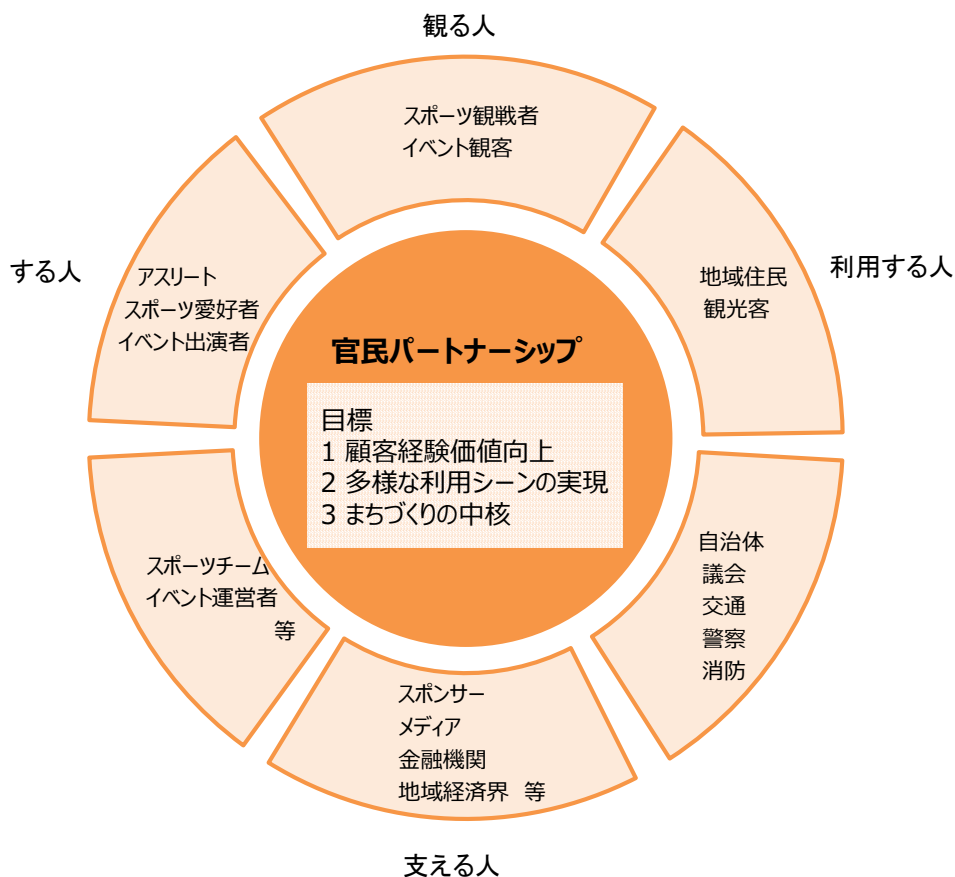 観る人
スポーツ観戦者
イベント観客
する人
アスリート
スポーツ愛好者
イベント出演者
利用する人
地域住民
観光客
官民パートナーシップ
目標
1 顧客経験価値向上
2 多様な利用シーンの実現
3 まちづくりの中核
スポーツチーム
イベント運営者
等
自治体
議会
交通
警察
消防
スポンサー
メディア
金融機関
地域経済界 等
支える人